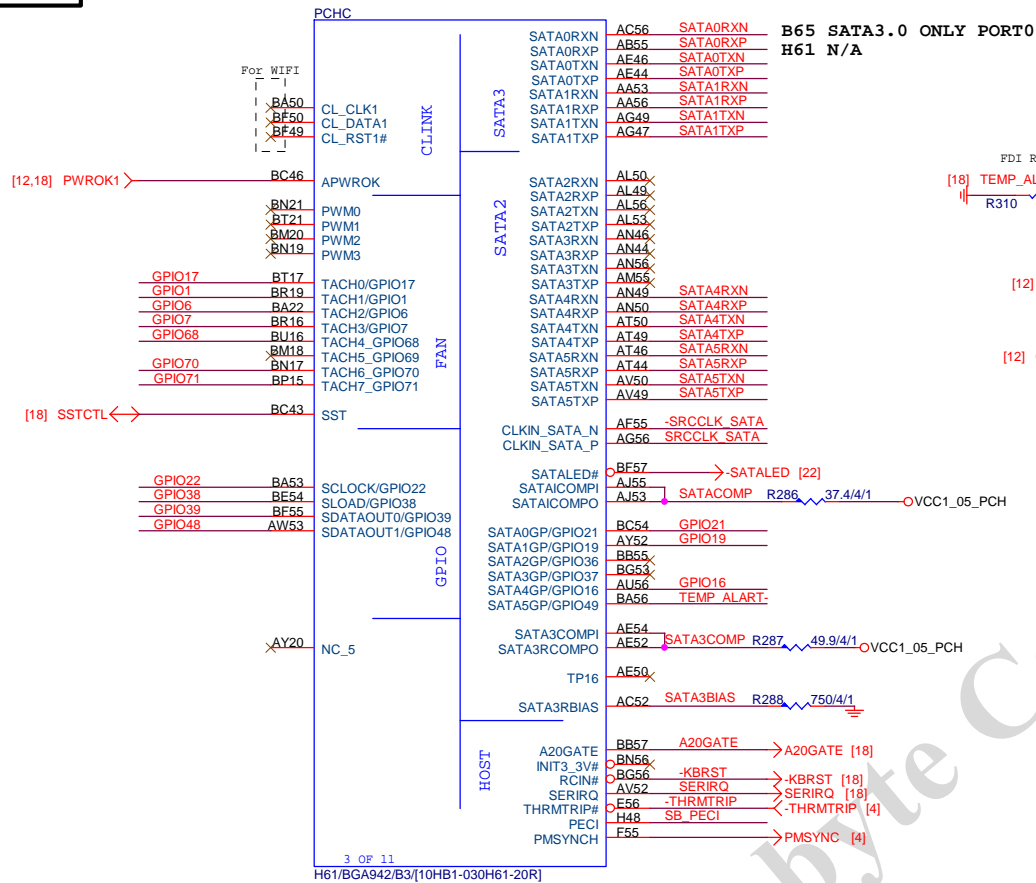 PCHC
For WIFI
BA50 CL_CLK1
BF50 CL_DATA1
BF49 CL_RST1#
[12,18] PWROK1 BC46 APWROK
BN21 PWM0
BT21 PWM1
BM20 PWM2
BN19 PWM3
GPIO17 BT17 TACH0/GPIO17
GPIO1 BR19 TACH1/GPIO1
GPIO6 BA22 TACH2/GPIO6
GPIO7 BR16 TACH3/GPIO7
GPIO68 BU16 TACH4_GPIO68
BM18 TACH5_GPIO69
GPIO70 BN17 TACH6_GPIO70
GPIO71 BP15 TACH7_GPIO71
[18] SSTCTL BC43 SST
GPIO22 BA53 SCLOCK/GPIO22
GPIO38 BE54 SLOAD/GPIO38
GPIO39 BF55 SDATAOUT0/GPIO39
GPIO48 AW53 SDATAOUT1/GPIO48
AY20 NC_5
CLINK
FAN
GPIO
SATA3
SATA2
HOST
SATA0RXN AC56 SATA0RXN
SATA0RXP AB55 SATA0RXP
SATA0TXN AE46 SATA0TXN
SATA0TXP AE44 SATA0TXP
SATA1RXN AA53 SATA1RXN
SATA1RXP AA56 SATA1RXP
SATA1TXN AG49 SATA1TXN
SATA1TXP AG47 SATA1TXP
B65 SATA3.0 ONLY PORT0
H61 N/A
SATA2RXN AL50
SATA2RXP AL49
SATA2TXN AL56
SATA2TXP AL53
SATA3RXN AN46
SATA3RXP AN44
SATA3TXN AN56
SATA3TXP AM55
SATA4RXN AN49 SATA4RXN
SATA4RXP AN50 SATA4RXP
SATA4TXN AT50 SATA4TXN
SATA4TXP AT49 SATA4TXP
SATA5RXN AT46 SATA5RXN
SATA5RXP AT44 SATA5RXP
SATA5TXN AV50 SATA5TXN
SATA5TXP AV49 SATA5TXP
CLKIN_SATA_N AF55 -SRCCLK_SATA
CLKIN_SATA_P AG56 SRCCLK_SATA
SATALED# BF57 -SATALED [22]
SATAICOMPI AJ55
SATAICOMPO AJ53 SATACOMP R286 37.4/4/1 VCC1_05_PCH
SATA0GP/GPIO21 BC54 GPIO21
SATA1GP/GPIO19 AY52 GPIO19
SATA2GP/GPIO36 BB55
SATA3GP/GPIO37 BG53
SATA4GP/GPIO16 AU56 GPIO16
SATA5GP/GPIO49 BA56 TEMP_ALART-
SATA3COMPI AE54
SATA3RCOMPO AE52 SATA3COMP R287 49.9/4/1 VCC1_05_PCH
TP16 AE50
SATA3RBIAS AC52 SATA3BIAS R288 750/4/1
A20GATE BB57 A20GATE A20GATE [18]
INIT3_3V# BN56
RCIN# BG56 -KBRST -KBRST [18]
SERIRQ AV52 SERIRQ SERIRQ [18]
THRMTRIP# E56 -THRMTRIP -THRMTRIP [4]
PECI H48 SB_PECI
PMSYNCH F55 PMSYNC [4]
3 OF 11
H61/BGA942/B3/[10HB1-030H61-20R]
FDI R
[18] TEMP_AL
R310
[12]
[12]
byte C